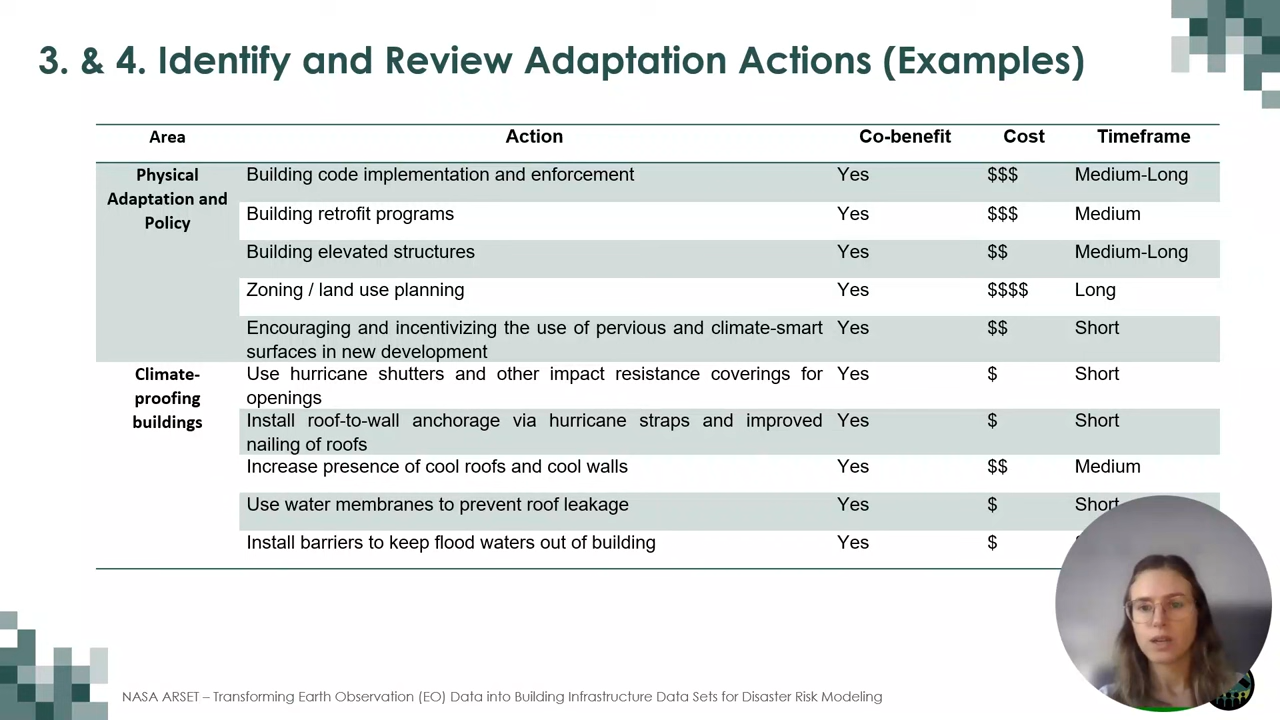 3. & 4. Identify and Review Adaptation Actions (Examples)
Area Action Co-benefit Cost Timeframe
Physical Adaptation and Policy
Building code implementation and enforcement Yes $$$ Medium-Long
Building retrofit programs Yes $$$ Medium
Building elevated structures Yes $$ Medium-Long
Zoning / land use planning Yes $$$$ Long
Encouraging and incentivizing the use of pervious and climate-smart Yes $$ Short
surfaces in new development
Climate-proofing buildings
Use hurricane shutters and other impact resistance coverings for Yes $ Short
openings
Install roof-to-wall anchorage via hurricane straps and improved Yes $ Short
nailing of roofs
Increase presence of cool roofs and cool walls Yes $$ Medium
Use water membranes to prevent roof leakage Yes $ Short
Install barriers to keep flood waters out of building Yes $
NASA ARSET – Transforming Earth Observation (EO) Data into Building Infrastructure Data Sets for Disaster Risk Modeling